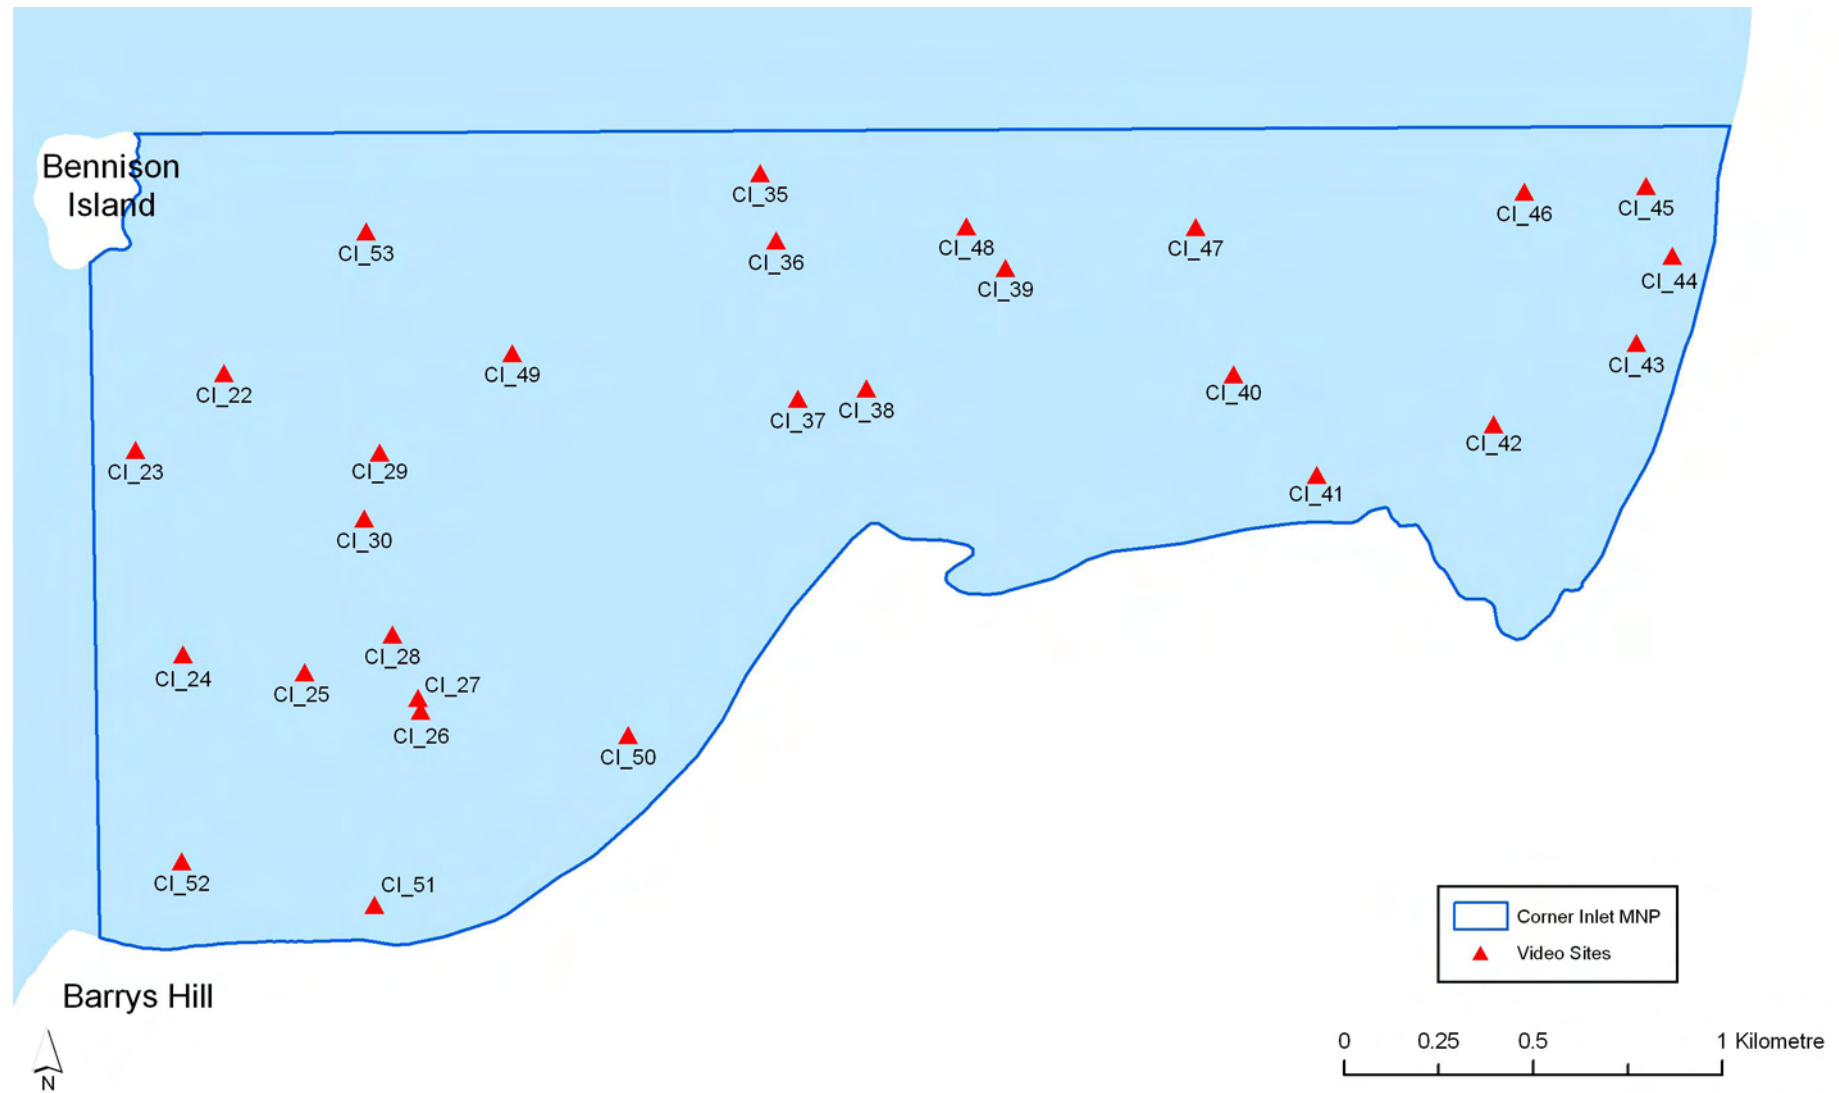 Bennison
Island
CI_35
CI_46
CI_45
CI_53
CI_36
CI_48
CI_47
CI_39
CI_44
CI_49
CI_43
CI_22
CI_40
CI_37
CI_38
CI_42
CI_23
CI_29
CI_41
CI_30
CI_28
CI_24
CI_27
CI_25
CI_26
CI_50
CI_52
CI_51
Corner Inlet MNP
Video Sites
Barrys Hill
0 0.25 0.5 1 Kilometre
N